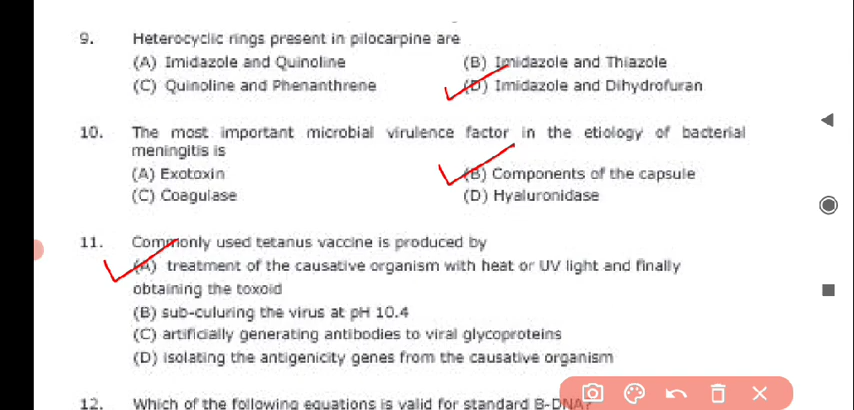 9. Heterocyclic rings present in pilocarpine are
(A) Imidazole and Quinoline (B) Imidazole and Thiazole
(C) Quinoline and Phenanthrene (D) Imidazole and Dihydrofuran
10. The most important microbial virulence factor in the etiology of bacterial
meningitis is
(A) Exotoxin (B) Components of the capsule
(C) Coagulase (D) Hyaluronidase
11. Commonly used tetanus vaccine is produced by
(A) treatment of the causative organism with heat or UV light and finally
obtaining the toxoid
(B) sub-culuring the virus at pH 10.4
(C) artificially generating antibodies to viral glycoproteins
(D) isolating the antigenicity genes from the causative organism
12. Which of the following equations is valid for standard B-DNA?